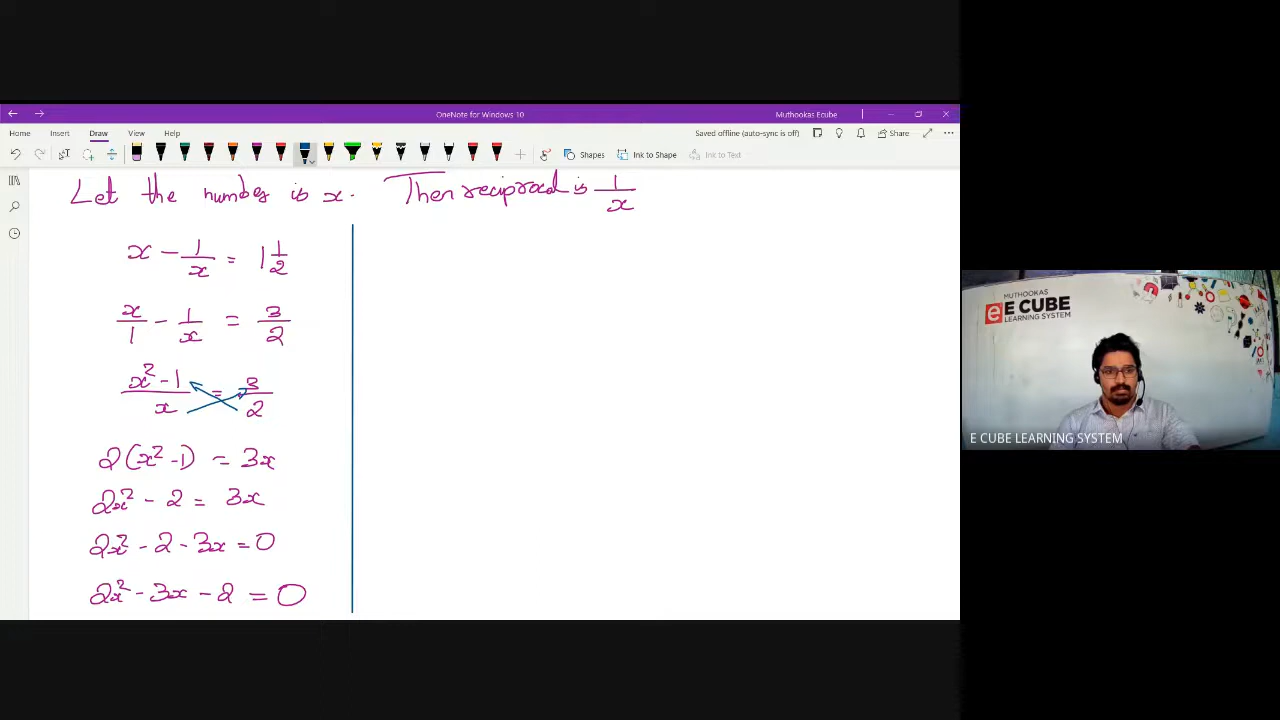 OneNote for Windows 10
Muthookas Ecube
Home Insert Draw View Help
Saved offline (auto-sync is off)
Share
Shapes
Ink to Shape
Ink to Text
Let the number is x. Then reciprocal is 1/x
x - 1/x = 1 1/2
x/1 - 1/x = 3/2
x² - 1/x = 3/2
2(x² - 1) = 3x
2x² - 2 = 3x
2x² - 2 - 3x = 0
2x² - 3x - 2 = 0
MUTHOOKAS
e E CUBE
LEARNING SYSTEM
E CUBE LEARNING SYSTEM